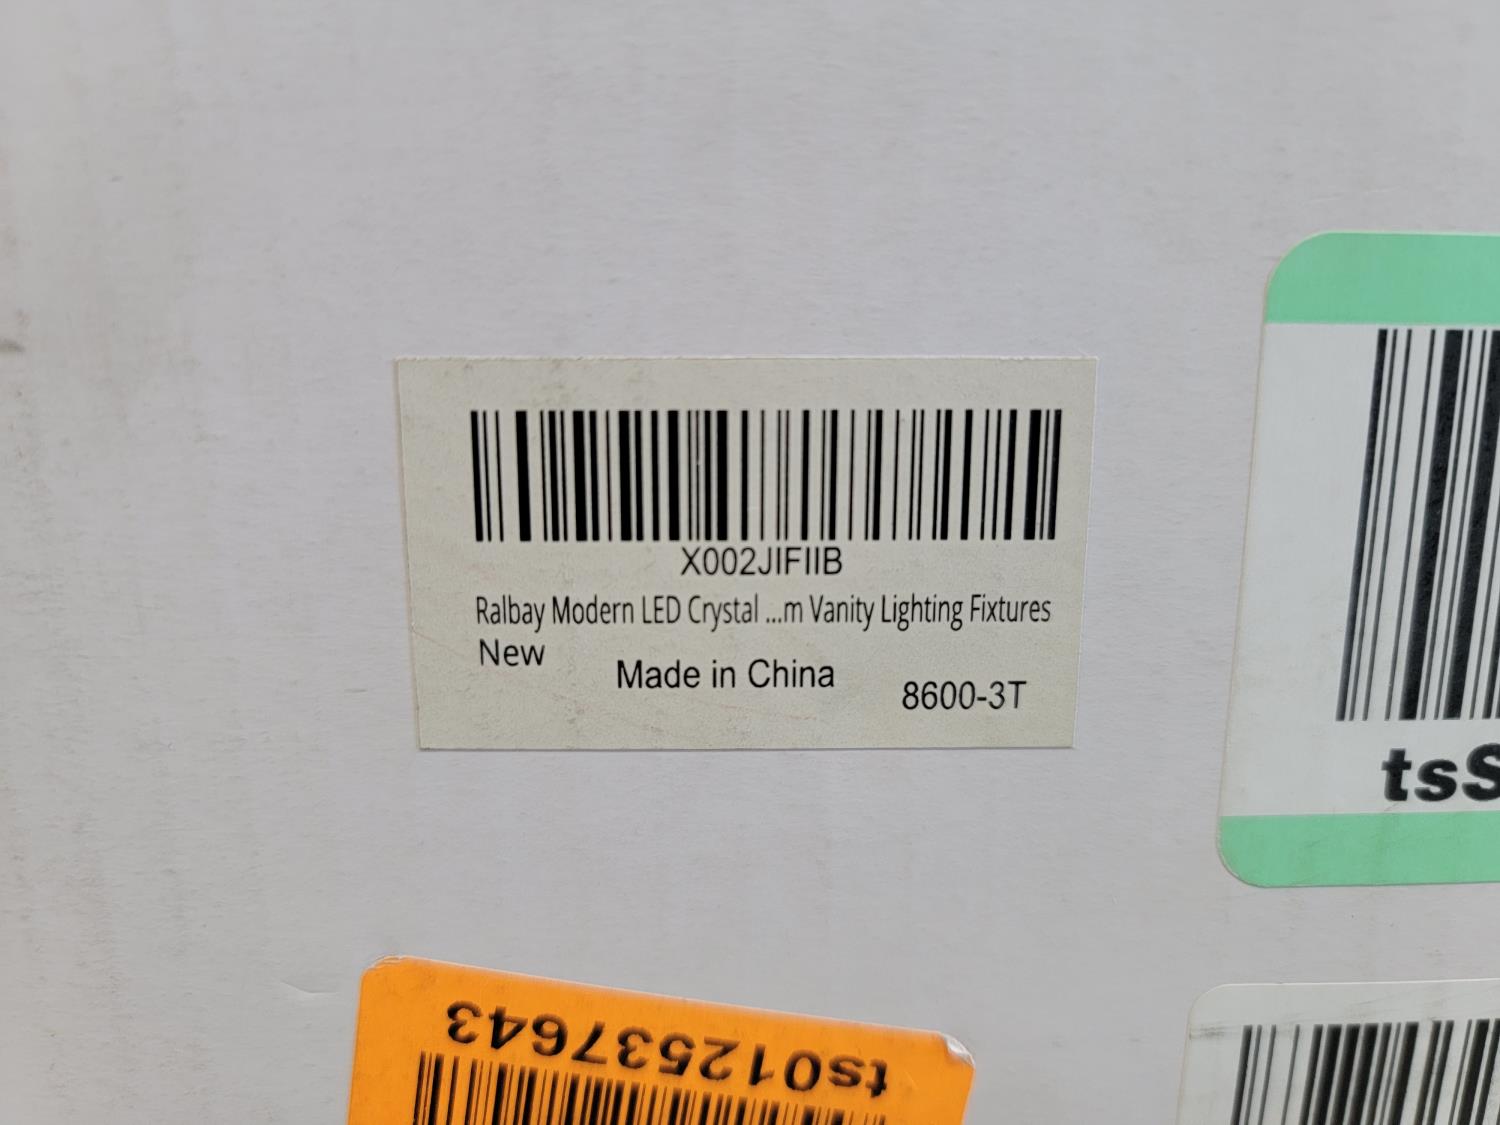 X002JIFIIB
Ralbay Modern LED Crystal ...m Vanity Lighting Fixtures
New
Made in China
8600-3T
tsS
ts012537643